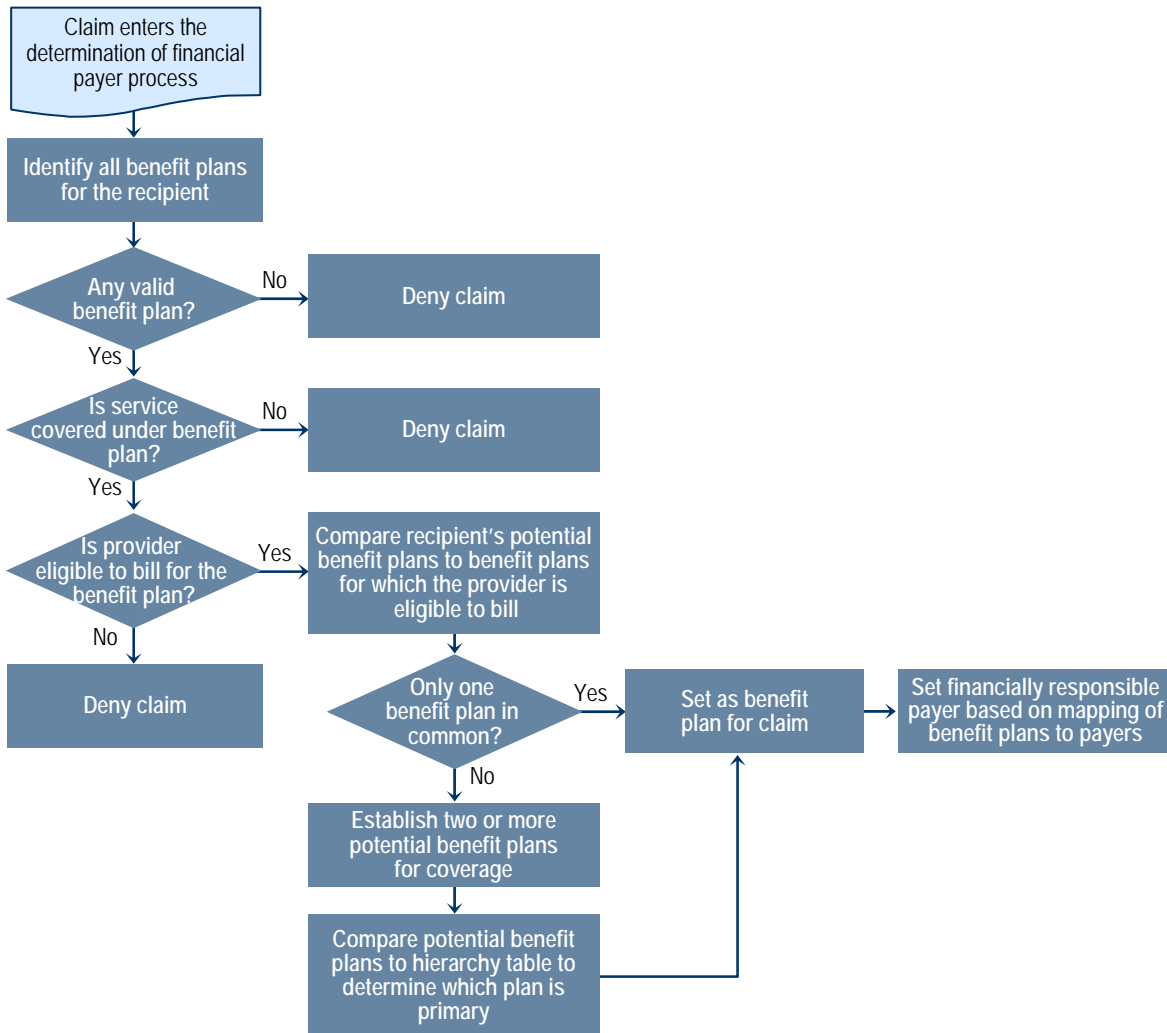 Claim enters the
determination of financial
payer process
Identify all benefit plans
for the recipient
Any valid
benefit plan?
No
Deny claim
Yes
Is service
covered under benefit
plan?
No
Deny claim
Yes
Is provider
eligible to bill for the
benefit plan?
Yes
Compare recipient's potential
benefit plans to benefit plans
for which the provider is
eligible to bill
No
Deny claim
Only one
benefit plan in
common?
Yes
Set as benefit
plan for claim
Set financially responsible
payer based on mapping of
benefit plans to payers
No
Establish two or more
potential benefit plans
for coverage
Compare potential benefit
plans to hierarchy table to
determine which plan is
primary